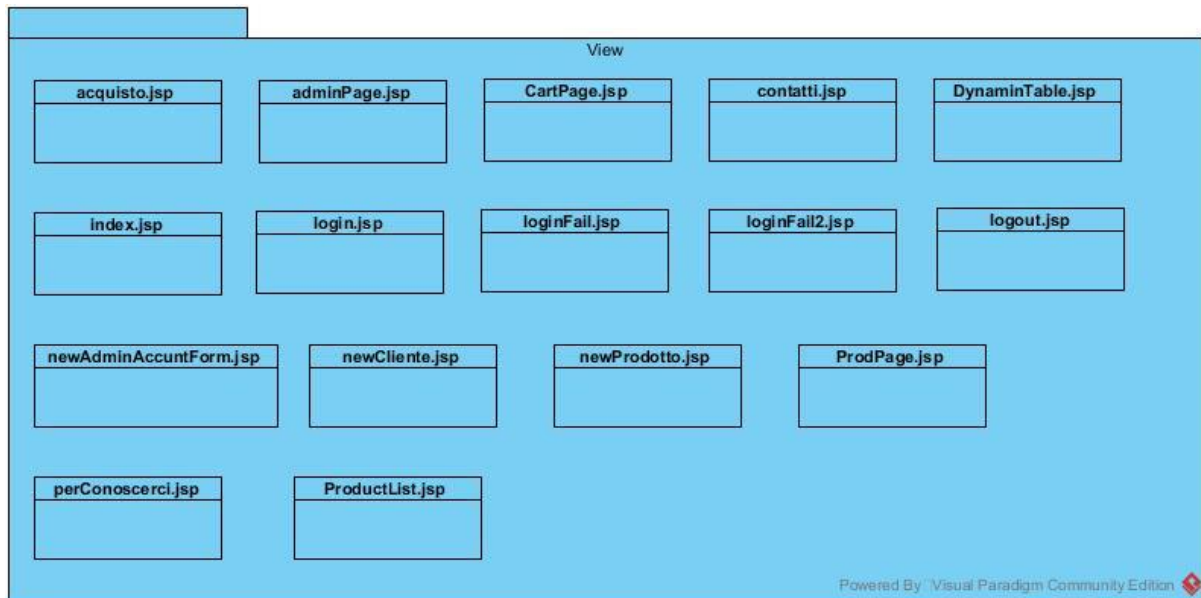 View
acquisto.jsp
adminPage.jsp
CartPage.jsp
contatti.jsp
DynaminTable.jsp
index.jsp
login.jsp
loginFail.jsp
loginFail2.jsp
logout.jsp
newAdminAccuntForm.jsp
newCliente.jsp
newProdotto.jsp
ProdPage.jsp
perConoscerci.jsp
ProductList.jsp
Powered By Visual Paradigm Community Edition